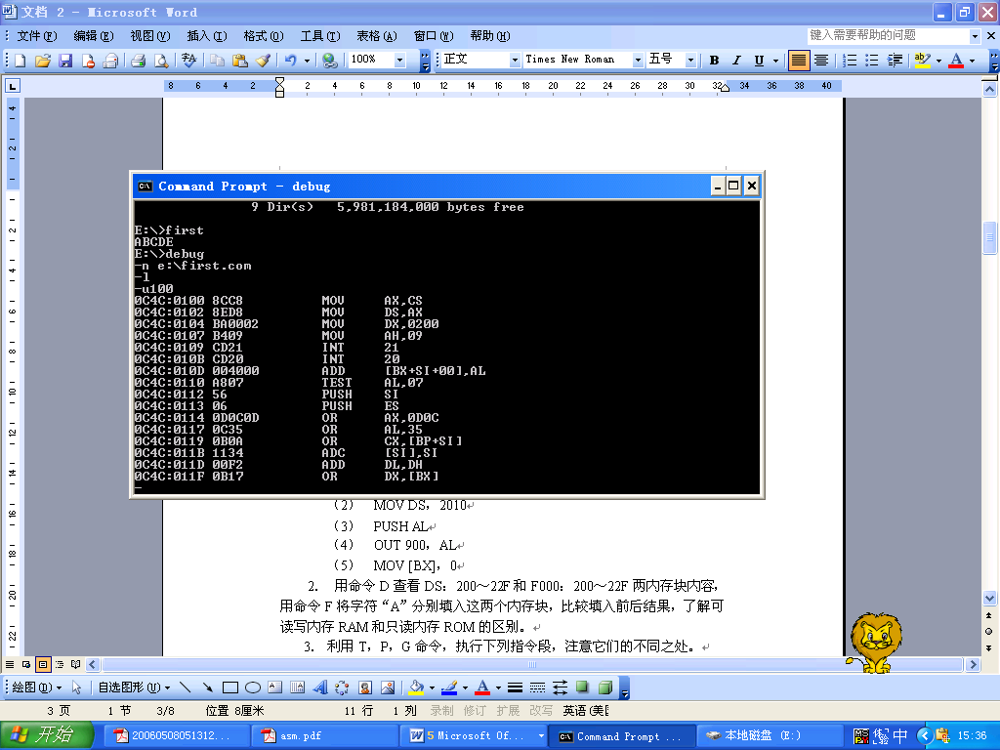 文档 2 - Microsoft Word
文件(F) 编辑(E) 视图(V) 插入(I) 格式(O) 工具(T) 表格(A) 窗口(W) 帮助(H) 键入需要帮助的问题
100% 正文 Times New Roman 五号 B I U A
8 6 4 2 2 4 6 8 10 12 14 16 18 20 22 24 26 28 30 32 34 36 38 40
Command Prompt - debug
9 Dir(s) 5,981,184,000 bytes free
E:\>first
ABCDE
E:\>debug
-n e:\first.com
-l
-u100
0C4C:0100 8CC8 MOV AX,CS
0C4C:0102 8ED8 MOV DS,AX
0C4C:0104 BA0002 MOV DX,0200
0C4C:0107 B409 MOV AH,09
0C4C:0109 CD21 INT 21
0C4C:010B CD20 INT 20
0C4C:010D 004000 ADD [BX+SI+00],AL
0C4C:0110 A807 TEST AL,07
0C4C:0112 56 PUSH SI
0C4C:0113 06 PUSH ES
0C4C:0114 0D0C0D OR AX,0D0C
0C4C:0117 0C35 OR AL,35
0C4C:0119 0B0A OR CX,[BP+SI]
0C4C:011B 1134 ADC [SI],SI
0C4C:011D 00F2 ADD DL,DH
0C4C:011F 0B17 OR DX,[BX]
-
(2) MOV DS，2010
(3) PUSH AL
(4) OUT 900，AL
(5) MOV [BX]，0
2. 用命令 D 查看 DS：200～22F 和 F000：200～22F 两内存块内容，
用命令 F 将字符“A”分别填入这两个内存块，比较填入前后结果，了解可
读写内存 RAM 和只读内存 ROM 的区别。
3. 利用 T，P，G 命令，执行下列指令段，注意它们的不同之处。
绘图(D) 自选图形(U) A
3 页 1 节 3/8 位置 8厘米 11 行 1 列 录制 修订 扩展 改写 英语(美国
开始 20060508051312... asm.pdf 5 Microsoft Of... Command Prompt ... 本地磁盘 (E:) 中 15:36